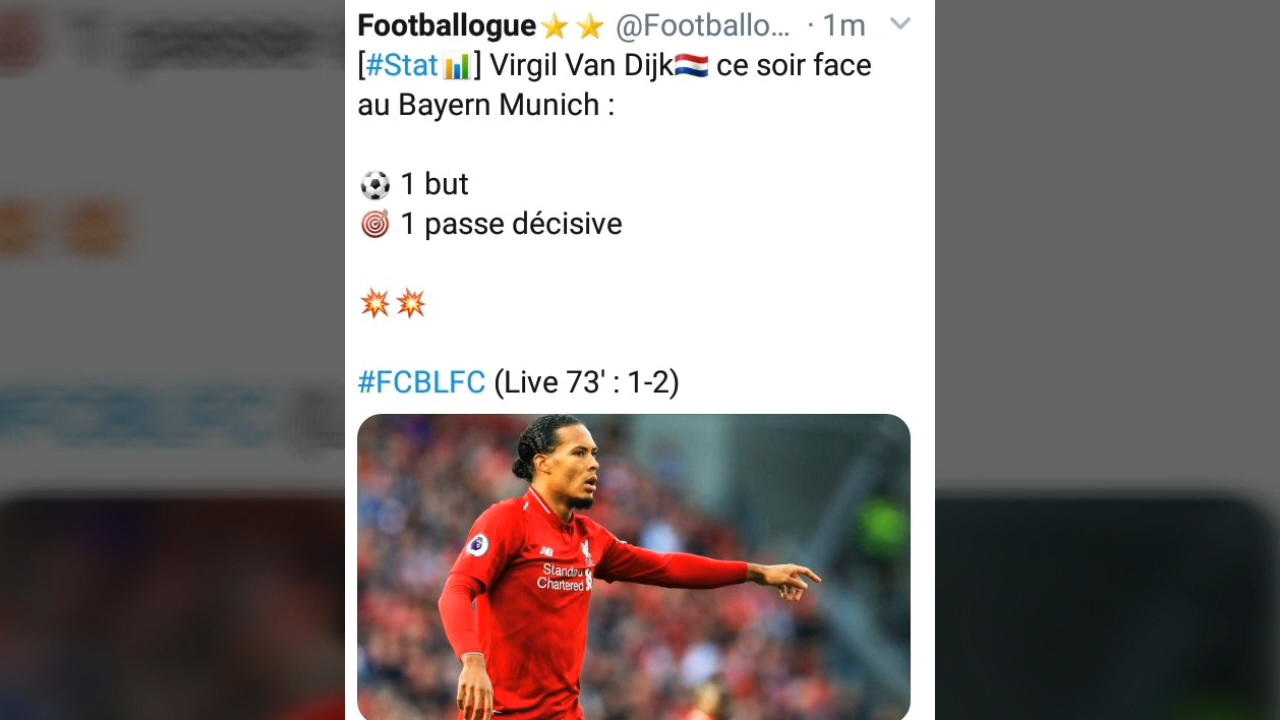 Footballogue⭐⭐ @Footballo... · 1m
[#Stat📊] Virgil Van Dijk🇳🇱 ce soir face
au Bayern Munich :
⚽ 1 but
🎯 1 passe décisive
💥💥
#FCBLFC (Live 73' : 1-2)
Standard
Chartered